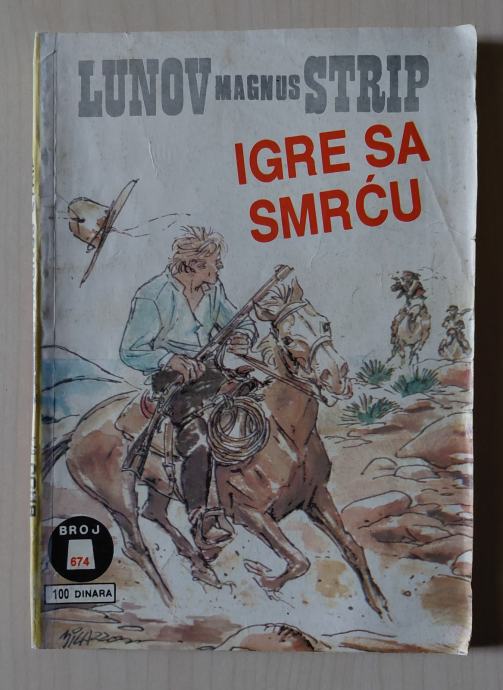 LUNOV MAGNUS STRIP
IGRE SA
SMRĆU
BROJ
674
100 DINARA